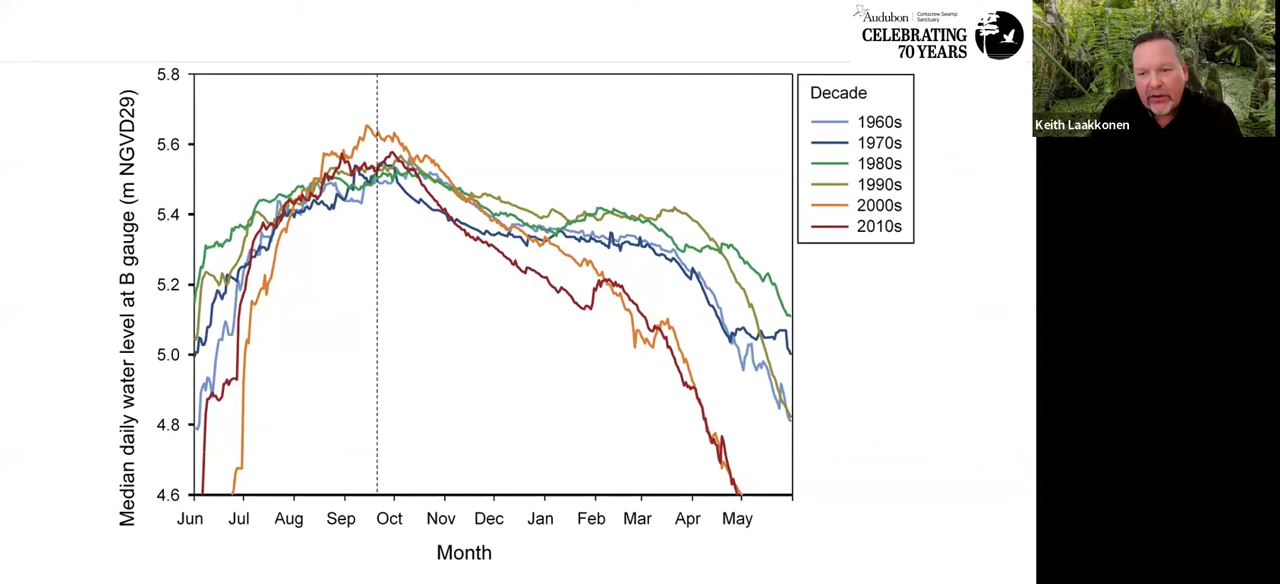 Audubon | Corkscrew Swamp
Sanctuary
CELEBRATING
70 YEARS
Keith Laakkonen
Median daily water level at B gauge (m NGVD29)
5.8
5.6
5.4
5.2
5.0
4.8
4.6
Jun Jul Aug Sep Oct Nov Dec Jan Feb Mar Apr May
Month
Decade
1960s
1970s
1980s
1990s
2000s
2010s